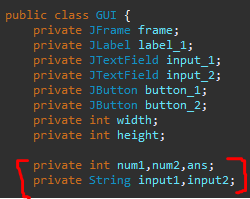 public class GUI {
private JFrame frame;
private JLabel label_1;
private JTextField input_1;
private JTextField input_2;
private JButton button_1;
private JButton button_2;
private int width;
private int height;
private int num1,num2,ans;
private String input1,input2;